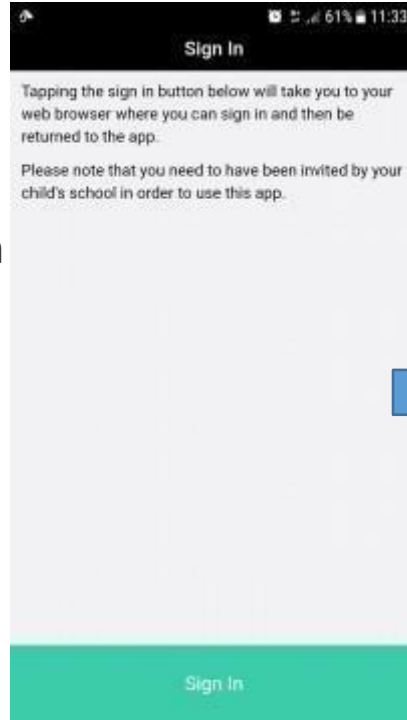 61% 11:33
Sign In
Tapping the sign in button below will take you to your
web browser where you can sign in and then be
returned to the app.
Please note that you need to have been invited by your
child's school in order to use this app.
Sign In